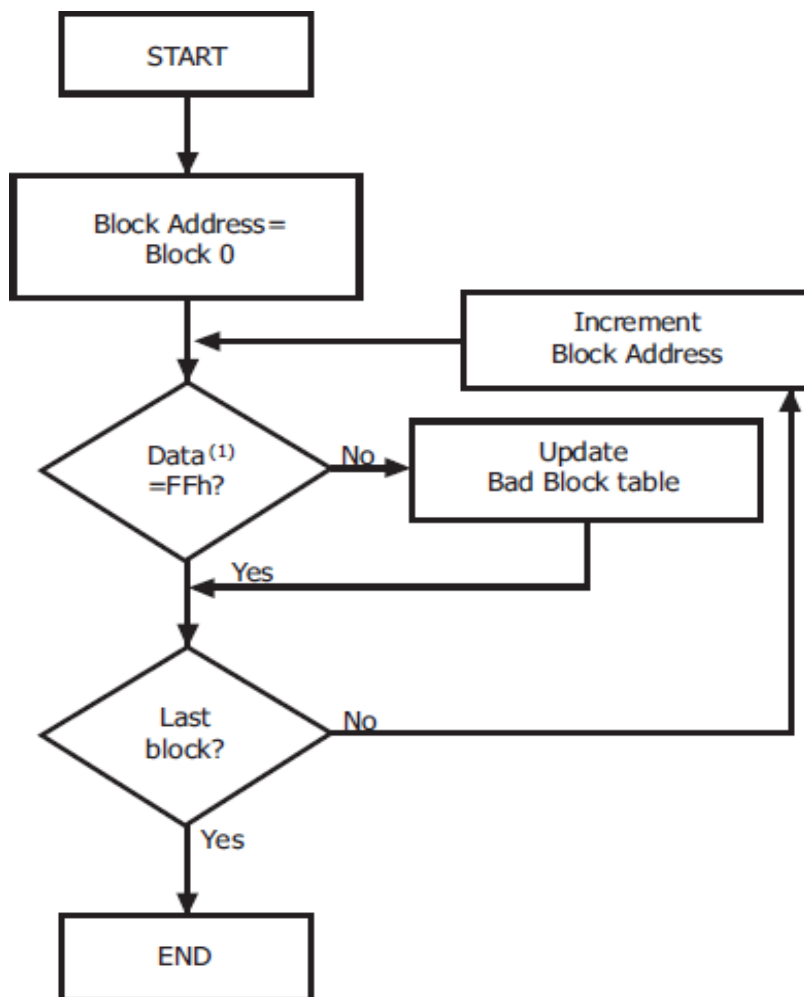 START
Block Address=
Block 0
Increment
Block Address
Data(1)
=FFh?
No
Update
Bad Block table
Yes
Last
block?
No
Yes
END